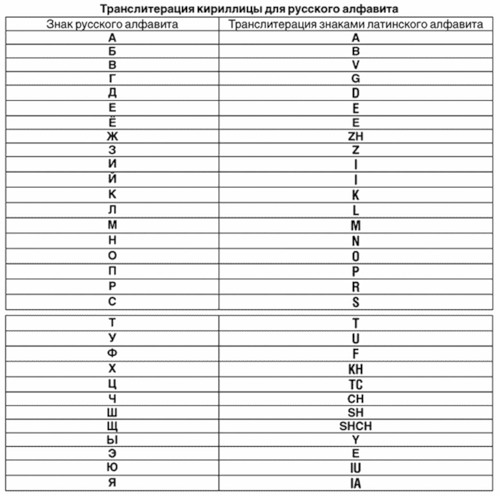 Транслитерация кириллицы для русского алфавита
Знак русского алфавита Транслитерация знаками латинского алфавита
А A
Б B
В V
Г G
Д D
Е E
Ё E
Ж ZH
З Z
И I
Й I
К K
Л L
М M
Н N
О O
П P
Р R
С S
Т T
У U
Ф F
Х KH
Ц TC
Ч CH
Ш SH
Щ SHCH
Ы Y
Э E
Ю IU
Я IA